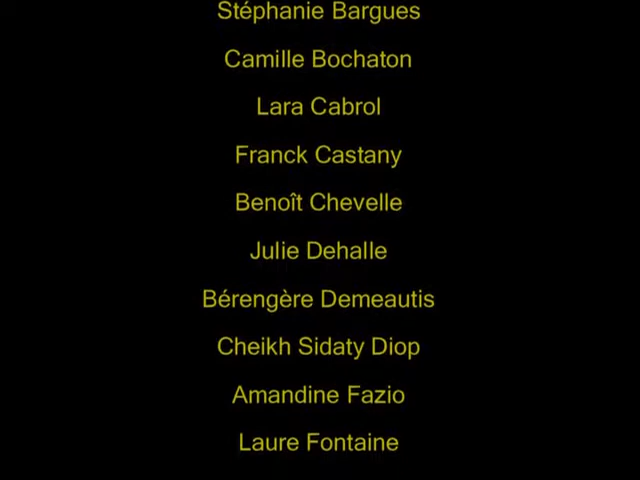 Stéphanie Bargues
Camille Bochaton
Lara Cabrol
Franck Castany
Benoît Chevelle
Julie Dehalle
Bérengère Demeautis
Cheikh Sidaty Diop
Amandine Fazio
Laure Fontaine